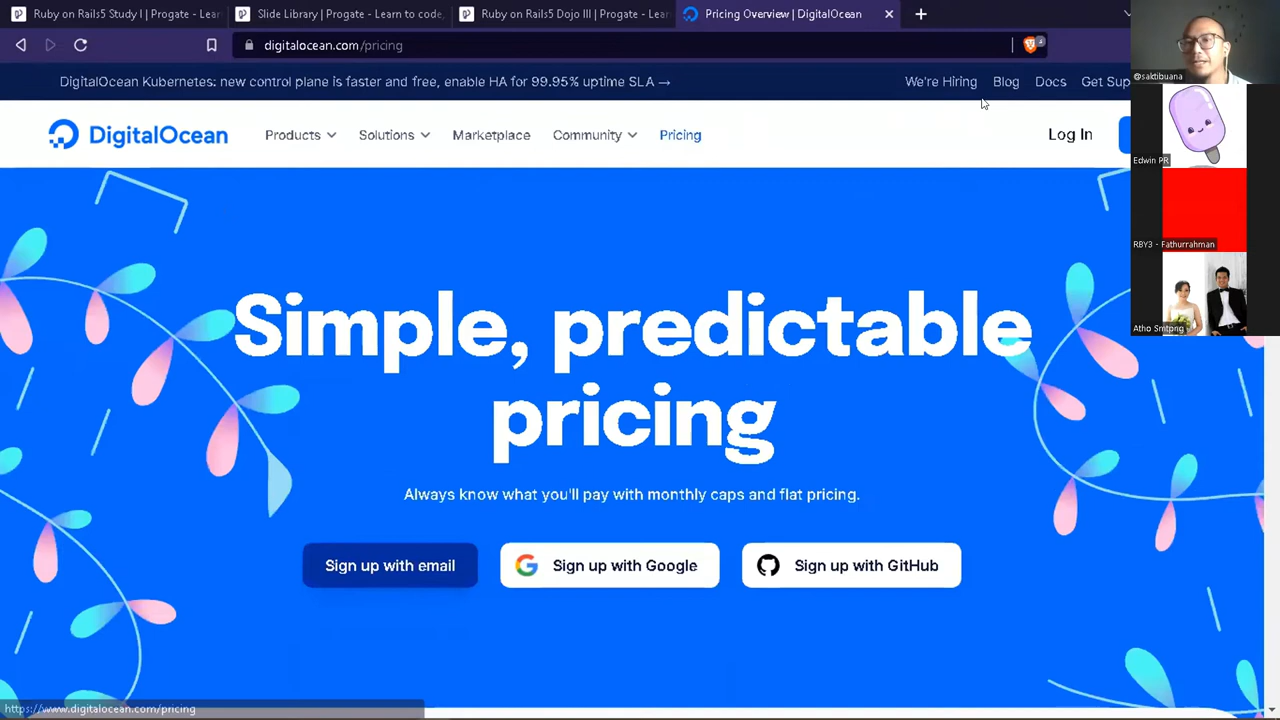 Ruby on Rails5 Study I | Progate - Lear
Slide Library | Progate - Learn to code,
Ruby on Rails5 Dojo III | Progate - Lear
Pricing Overview | DigitalOcean
digitalocean.com/pricing
4
DigitalOcean Kubernetes: new control plane is faster and free, enable HA for 99.95% uptime SLA →
We're Hiring
Blog
Docs
Get Sup
DigitalOcean
Products
Solutions
Marketplace
Community
Pricing
Log In
@saktibuana
Edwin PR
RBY3 - Fathurrahman
Atho Smtpng
Simple, predictable
pricing
Always know what you'll pay with monthly caps and flat pricing.
Sign up with email
Sign up with Google
Sign up with GitHub
https://www.digitalocean.com/pricing